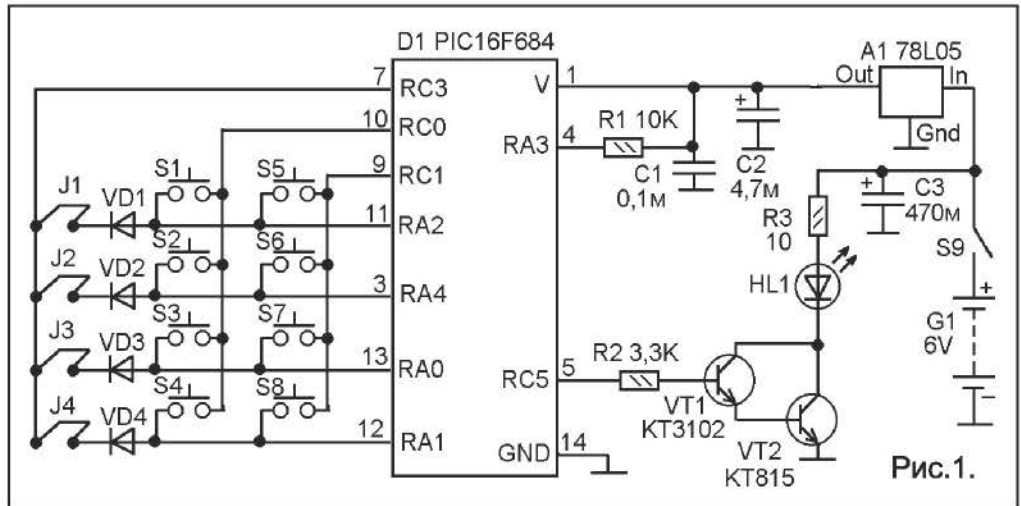 D1 PIC16F684
A1 78L05
7
RC3
V
1
Out
In
10
RC0
Gnd
RA3
4
R1 10K
9
RC1
C1
0,1м
C2
4,7м
C3
470м
S1
S5
J1
VD1
11
RA2
R3
10
S9
S2
S6
J2
VD2
3
RA4
HL1
G1
6V
S3
S7
J3
VD3
13
RA0
RC5
5
R2 3,3K
S4
S8
VT1
КТ3102
J4
VD4
12
RA1
GND
14
VT2
КТ815
Рис.1.